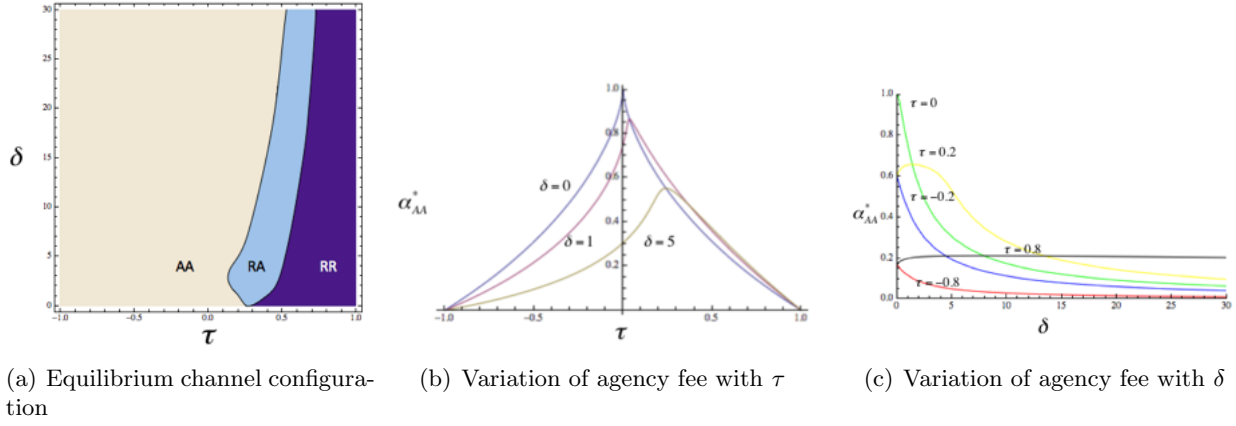 30
25
20
δ
15
10
5
0
AA
RA
RR
-1.0
-0.5
0.0
0.5
1.0
τ
1.0
0.8
0.6
0.4
0.2
α*AA
δ = 0
δ = 1
δ = 5
-1.0
-0.5
0.5
1.0
τ
1.0
0.8
0.6
0.4
0.2
0.0
α*AA
τ = 0
τ = 0.2
τ = -0.2
τ = 0.8
τ = -0.8
0
5
10
15
20
25
30
δ
(a) Equilibrium channel configura-
tion
(b) Variation of agency fee with τ
(c) Variation of agency fee with δ